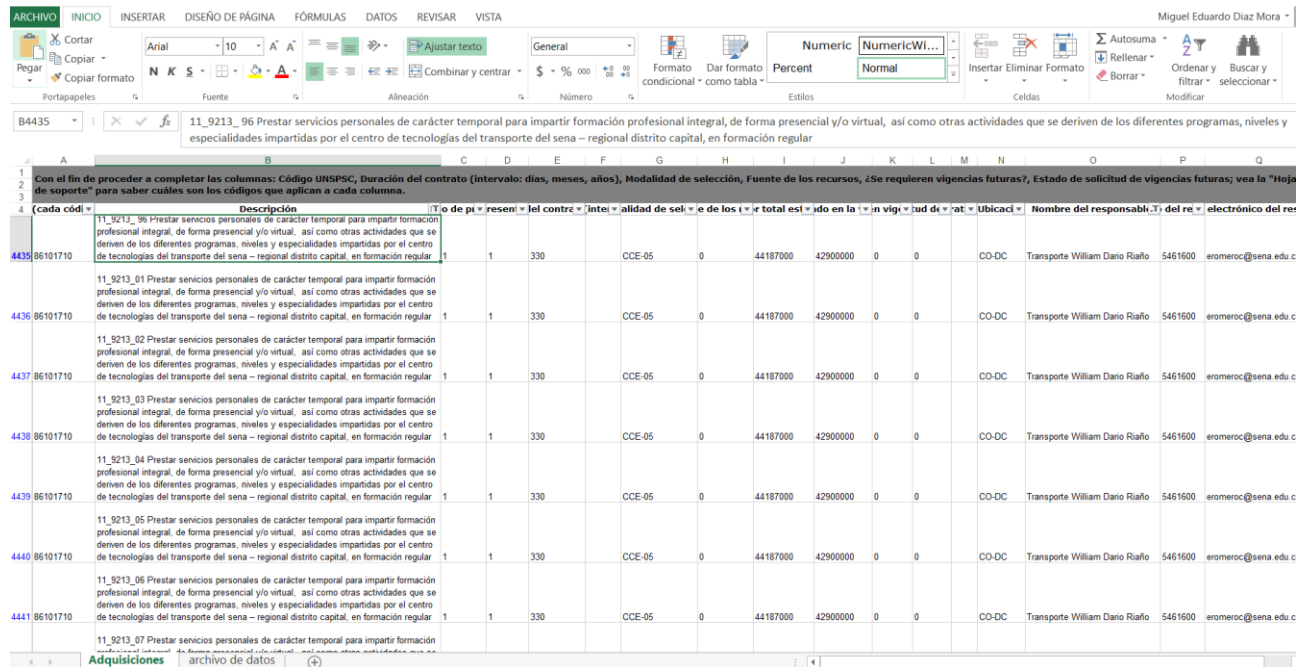 ARCHIVO INICIO INSERTAR DISEÑO DE PÁGINA FÓRMULAS DATOS REVISAR VISTA Miguel Eduardo Diaz Mora
Cortar
Copiar
Copiar formato
Pegar
Arial 10
N K S
Ajustar texto
Combinar y centrar
General
$ % 000
Formato condicional
Dar formato como tabla
Numeric NumericWi...
Percent Normal
Insertar Eliminar Formato
Autosuma
Rellenar
Borrar
Ordenar y filtrar
Buscar y seleccionar
Portapapeles Fuente Alineación Número Estilos Celdas Modificar
B4435 fx 11_9213_ 96 Prestar servicios personales de carácter temporal para impartir formación profesional integral, de forma presencial y/o virtual, así como otras actividades que se deriven de los diferentes programas, niveles y
especialidades impartidas por el centro de tecnologías del transporte del sena – regional distrito capital, en formación regular
A B C D E F G H I J K L M N O P Q
1
2
3
4
Con el fin de proceder a completar las columnas: Código UNSPSC, Duración del contrato (intervalo: días, meses, años), Modalidad de selección, Fuente de los recursos, ¿Se requieren vigencias futuras?, Estado de solicitud de vigencias futuras; vea la "Hoja
de soporte" para saber cuáles son los códigos que aplican a cada columna.
(cada cód Descripción o de pr resen el contra inte alidad de sel e de los r total est do en la n vig ud de rat Ubicaci Nombre del responsabl del re electrónico del res
11_9213_ 96 Prestar servicios personales de carácter temporal para impartir formación
profesional integral, de forma presencial y/o virtual, así como otras actividades que se
deriven de los diferentes programas, niveles y especialidades impartidas por el centro
4435 86101710 de tecnologías del transporte del sena – regional distrito capital, en formación regular 1 1 330 CCE-05 0 44187000 42900000 0 0 CO-DC Transporte William Dario Riaño 5461600 eromeroc@sena.edu.c
11_9213_01 Prestar servicios personales de carácter temporal para impartir formación
profesional integral, de forma presencial y/o virtual, así como otras actividades que se
deriven de los diferentes programas, niveles y especialidades impartidas por el centro
4436 86101710 de tecnologías del transporte del sena – regional distrito capital, en formación regular 1 1 330 CCE-05 0 44187000 42900000 0 0 CO-DC Transporte William Dario Riaño 5461600 eromeroc@sena.edu.c
11_9213_02 Prestar servicios personales de carácter temporal para impartir formación
profesional integral, de forma presencial y/o virtual, así como otras actividades que se
deriven de los diferentes programas, niveles y especialidades impartidas por el centro
4437 86101710 de tecnologías del transporte del sena – regional distrito capital, en formación regular 1 1 330 CCE-05 0 44187000 42900000 0 0 CO-DC Transporte William Dario Riaño 5461600 eromeroc@sena.edu.c
11_9213_03 Prestar servicios personales de carácter temporal para impartir formación
profesional integral, de forma presencial y/o virtual, así como otras actividades que se
deriven de los diferentes programas, niveles y especialidades impartidas por el centro
4438 86101710 de tecnologías del transporte del sena – regional distrito capital, en formación regular 1 1 330 CCE-05 0 44187000 42900000 0 0 CO-DC Transporte William Dario Riaño 5461600 eromeroc@sena.edu.c
11_9213_04 Prestar servicios personales de carácter temporal para impartir formación
profesional integral, de forma presencial y/o virtual, así como otras actividades que se
deriven de los diferentes programas, niveles y especialidades impartidas por el centro
4439 86101710 de tecnologías del transporte del sena – regional distrito capital, en formación regular 1 1 330 CCE-05 0 44187000 42900000 0 0 CO-DC Transporte William Dario Riaño 5461600 eromeroc@sena.edu.c
11_9213_05 Prestar servicios personales de carácter temporal para impartir formación
profesional integral, de forma presencial y/o virtual, así como otras actividades que se
deriven de los diferentes programas, niveles y especialidades impartidas por el centro
4440 86101710 de tecnologías del transporte del sena – regional distrito capital, en formación regular 1 1 330 CCE-05 0 44187000 42900000 0 0 CO-DC Transporte William Dario Riaño 5461600 eromeroc@sena.edu.c
11_9213_06 Prestar servicios personales de carácter temporal para impartir formación
profesional integral, de forma presencial y/o virtual, así como otras actividades que se
deriven de los diferentes programas, niveles y especialidades impartidas por el centro
4441 86101710 de tecnologías del transporte del sena – regional distrito capital, en formación regular 1 1 330 CCE-05 0 44187000 42900000 0 0 CO-DC Transporte William Dario Riaño 5461600 eromeroc@sena.edu.c
11_9213_07 Prestar servicios personales de carácter temporal para impartir formación
Adquisiciones archivo de datos